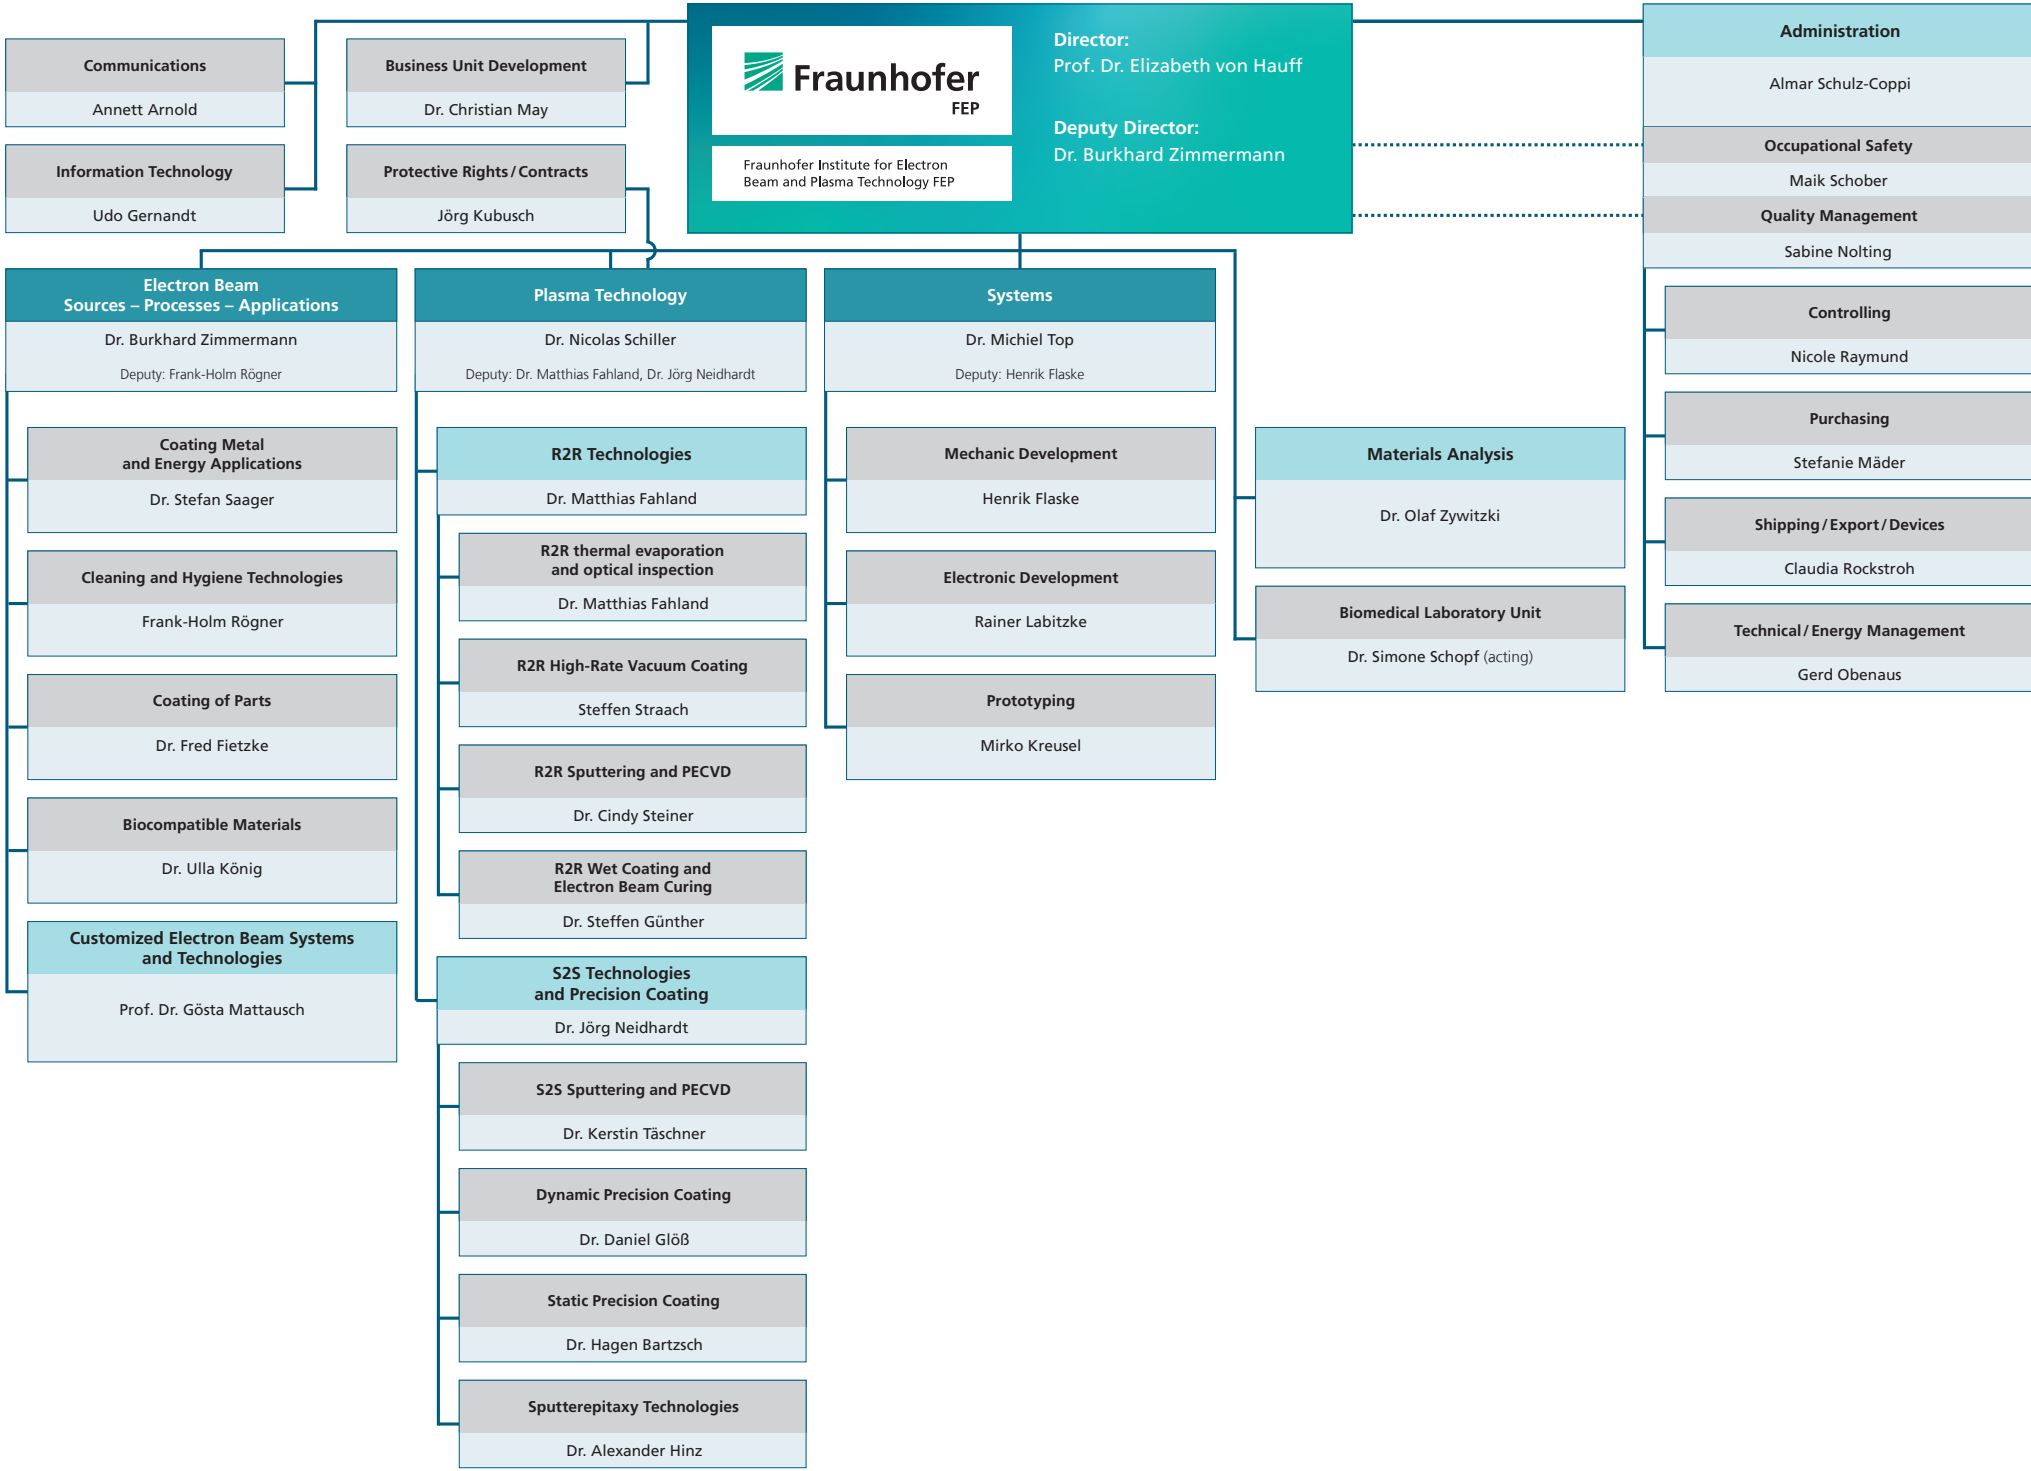 Communications
Annett Arnold
Information Technology
Udo Gernandt
Business Unit Development
Dr. Christian May
Protective Rights / Contracts
Jörg Kubusch
Fraunhofer
FEP
Fraunhofer Institute for Electron
Beam and Plasma Technology FEP
Director:
Prof. Dr. Elizabeth von Hauff
Deputy Director:
Dr. Burkhard Zimmermann
Administration
Almar Schulz-Coppi
Occupational Safety
Maik Schober
Quality Management
Sabine Nolting
Controlling
Nicole Raymund
Purchasing
Stefanie Mäder
Shipping / Export / Devices
Claudia Rockstroh
Technical / Energy Management
Gerd Obenaus
Electron Beam
Sources – Processes – Applications
Dr. Burkhard Zimmermann
Deputy: Frank-Holm Rögner
Coating Metal
and Energy Applications
Dr. Stefan Saager
Cleaning and Hygiene Technologies
Frank-Holm Rögner
Coating of Parts
Dr. Fred Fietzke
Biocompatible Materials
Dr. Ulla König
Customized Electron Beam Systems
and Technologies
Prof. Dr. Gösta Mattausch
Plasma Technology
Dr. Nicolas Schiller
Deputy: Dr. Matthias Fahland, Dr. Jörg Neidhardt
R2R Technologies
Dr. Matthias Fahland
R2R thermal evaporation
and optical inspection
Dr. Matthias Fahland
R2R High-Rate Vacuum Coating
Steffen Straach
R2R Sputtering and PECVD
Dr. Cindy Steiner
R2R Wet Coating and
Electron Beam Curing
Dr. Steffen Günther
S2S Technologies
and Precision Coating
Dr. Jörg Neidhardt
S2S Sputtering and PECVD
Dr. Kerstin Täschner
Dynamic Precision Coating
Dr. Daniel Glöß
Static Precision Coating
Dr. Hagen Bartzsch
Sputterepitaxy Technologies
Dr. Alexander Hinz
Systems
Dr. Michiel Top
Deputy: Henrik Flaske
Mechanic Development
Henrik Flaske
Electronic Development
Rainer Labitzke
Prototyping
Mirko Kreusel
Materials Analysis
Dr. Olaf Zywitzki
Biomedical Laboratory Unit
Dr. Simone Schopf (acting)